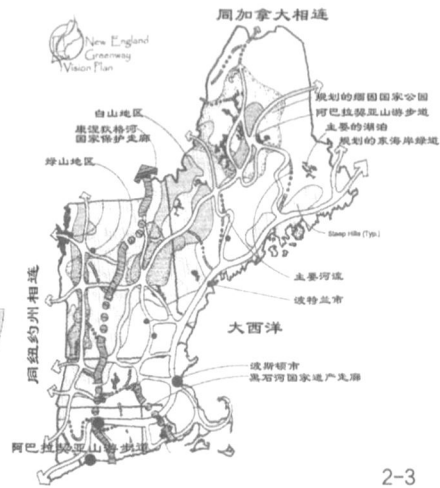 同加拿大相连
New England
Greenway
Vision Plan
规划的缅因国家公园
白山地区
阿巴拉契亚山游步道
康涅狄格河
国家保护走廊
主要的湖泊
规划的东海岸绿道
绿山地区
Steep Hills (Typ.)
主要河流
波特兰市
大西洋
同纽约州相连
波斯顿市
黑石河国家遗产走廊
阿巴拉契亚山游步道
2-3